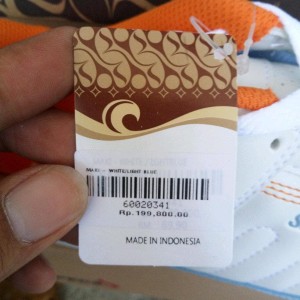 WHITE/LIGHT BLUE
60020341
Rp.199,000.00
MADE IN INDONESIA